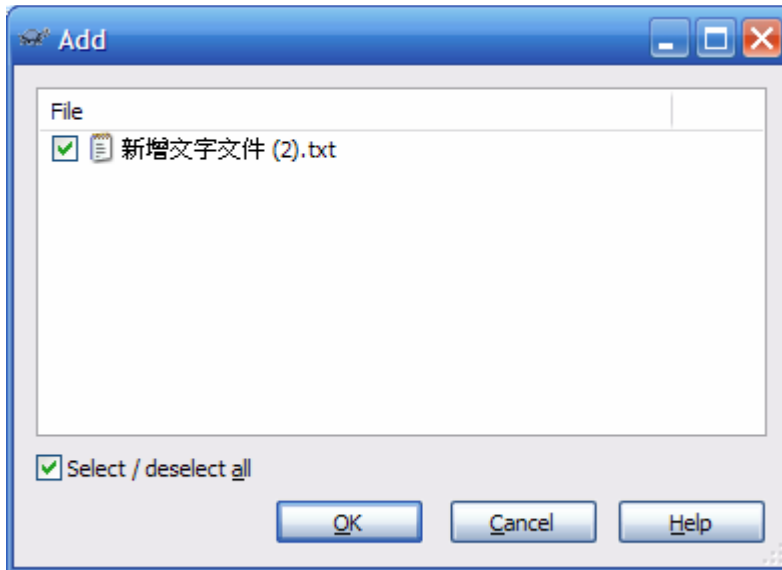 Add
File
新增文字文件 (2).txt
Select / deselect all
OK Cancel Help